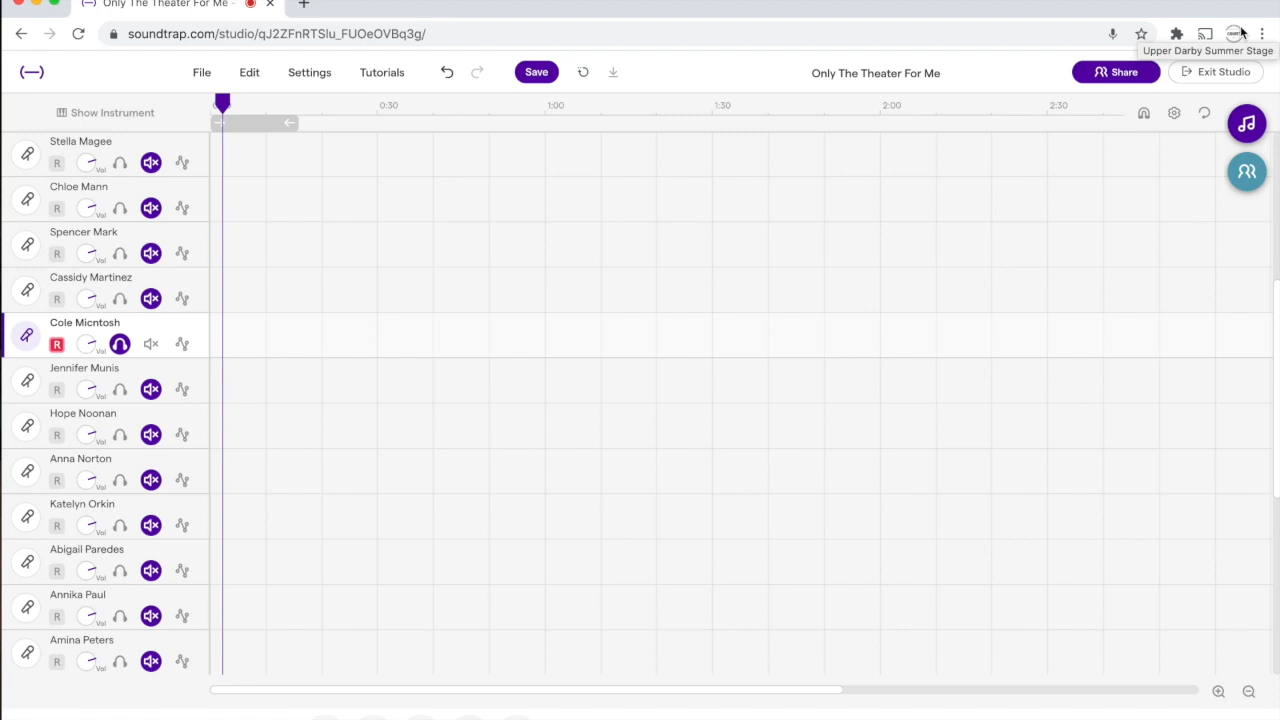 Only The Theater For Me -
soundtrap.com/studio/qJ2ZFnRTSlu_FUOeOVBq3g/
Upper Darby Summer Stage
File Edit Settings Tutorials Save Only The Theater For Me Share Exit Studio
Show Instrument 0:30 1:00 1:30 2:00 2:30
Stella Magee
R Vol
Chloe Mann
R Vol
Spencer Mark
R Vol
Cassidy Martinez
R Vol
Cole Micntosh
R Vol
Jennifer Munis
R Vol
Hope Noonan
R Vol
Anna Norton
R Vol
Katelyn Orkin
R Vol
Abigail Paredes
R Vol
Annika Paul
R Vol
Amina Peters
R Vol